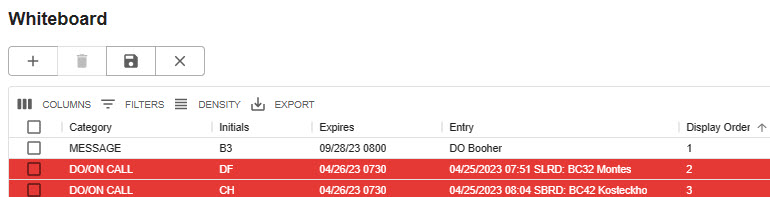 Whiteboard
COLUMNS FILTERS DENSITY EXPORT
Category Initials Expires Entry Display Order
MESSAGE B3 09/28/23 0800 DO Booher 1
DO/ON CALL DF 04/26/23 0730 04/25/2023 07:51 SLRD: BC32 Montes 2
DO/ON CALL CH 04/26/23 0730 04/25/2023 08:04 SBRD: BC42 Kosteckho 3